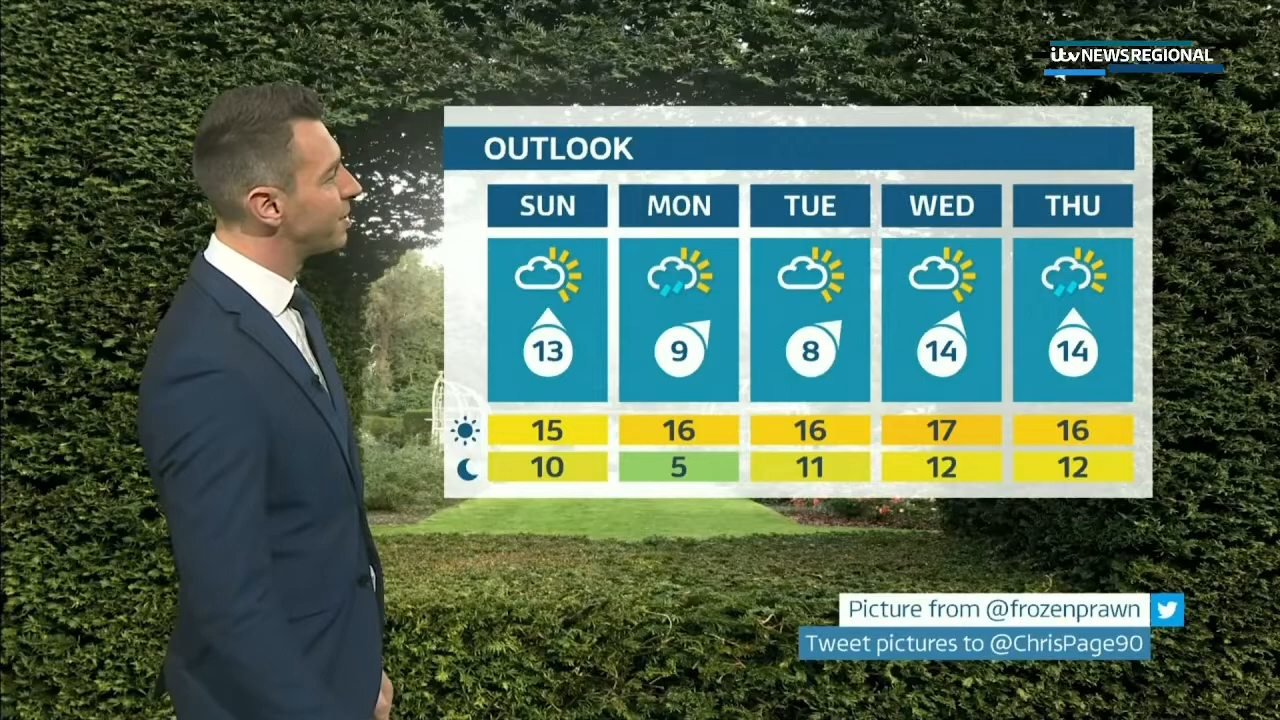 itv NEWS REGIONAL
OUTLOOK
SUN MON TUE WED THU
13 9 8 14 14
15 16 16 17 16
10 5 11 12 12
Picture from @frozenprawn
Tweet pictures to @ChrisPage90